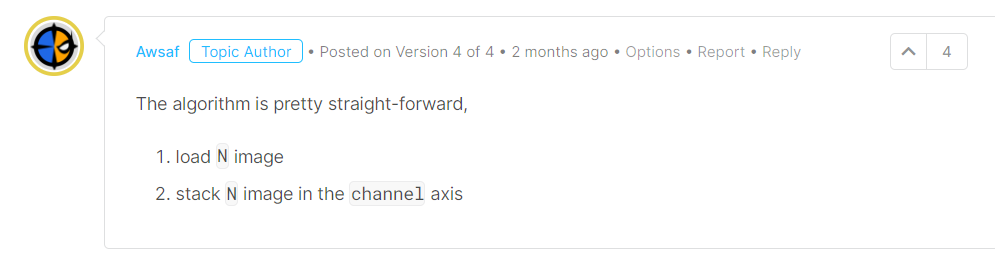 Awsaf Topic Author • Posted on Version 4 of 4 • 2 months ago • Options • Report • Reply 4
The algorithm is pretty straight-forward,
1. load N image
2. stack N image in the channel axis